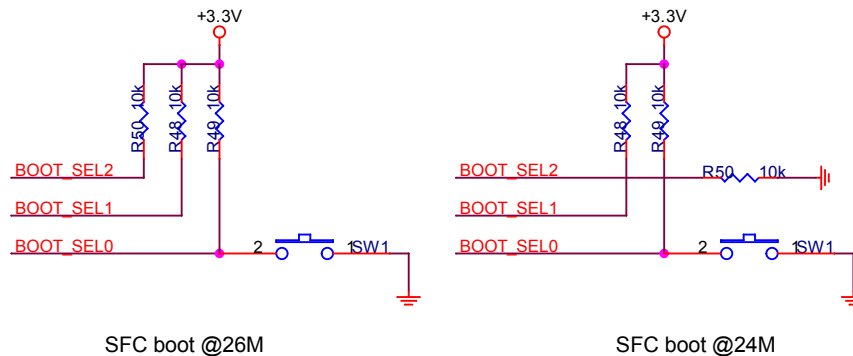 +3.3V
R50 10k
R48 10k
R49 10k
BOOT_SEL2
BOOT_SEL1
BOOT_SEL0
2
1
SW1
SFC boot @26M
+3.3V
R48 10k
R49 10k
BOOT_SEL2
R50 10k
BOOT_SEL1
BOOT_SEL0
2
1
SW1
SFC boot @24M